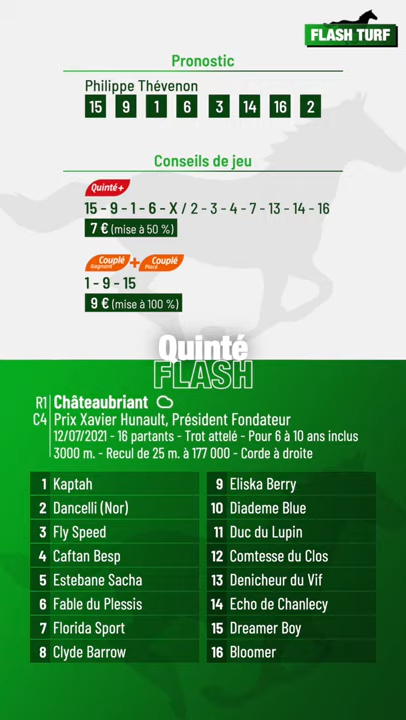 FLASH TURF
Pronostic
Philippe Thévenon
15 9 1 6 3 14 16 2
Conseils de jeu
Quinté+
15 - 9 - 1 - 6 - X / 2 - 3 - 4 - 7 - 13 - 14 - 16
7 € (mise à 50 %)
Couplé Gagnant + Couplé Placé
1 - 9 - 15
9 € (mise à 100 %)
Quinté
FLASH
R1 Châteaubriant
C4 Prix Xavier Hunault, Président Fondateur
12/07/2021 - 16 partants - Trot attelé - Pour 6 à 10 ans inclus
3000 m. - Recul de 25 m. à 177 000 - Corde à droite
1 Kaptah
2 Dancelli (Nor)
3 Fly Speed
4 Caftan Besp
5 Estebane Sacha
6 Fable du Plessis
7 Florida Sport
8 Clyde Barrow
9 Eliska Berry
10 Diademe Blue
11 Duc du Lupin
12 Comtesse du Clos
13 Denicheur du Vif
14 Echo de Chanlecy
15 Dreamer Boy
16 Bloomer